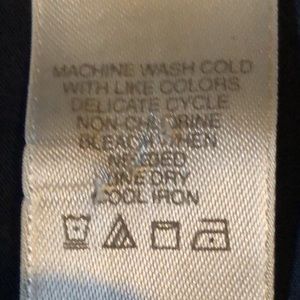 MACHINE WASH COLD
WITH LIKE COLORS
DELICATE CYCLE
NON-CHLORINE
BLEACH WHEN
NEEDED
LINE DRY
COOL IRON